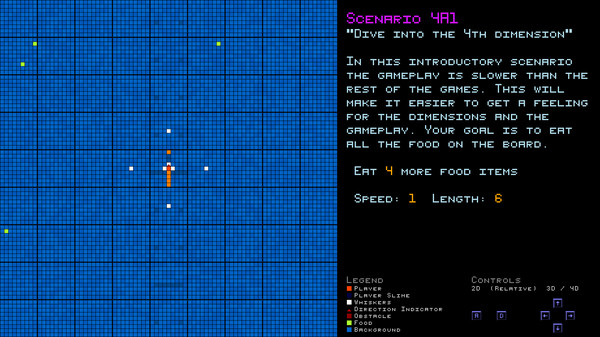 Scenario 4A1
"Dive into the 4th dimension"
In this introductory scenario
the gameplay is slower than the
rest of the games. This will
make it easier to get a feeling
for the dimensions and the
gameplay. Your goal is to eat
all the food on the board.
Eat 4 more food items
Speed: 1 Length: 6
Legend
Player
Player Slime
Whiskers
Direction Indicator
Obstacle
Food
Background
Controls
2D (Relative) 3D / 4D
↑
A D ← →
↓